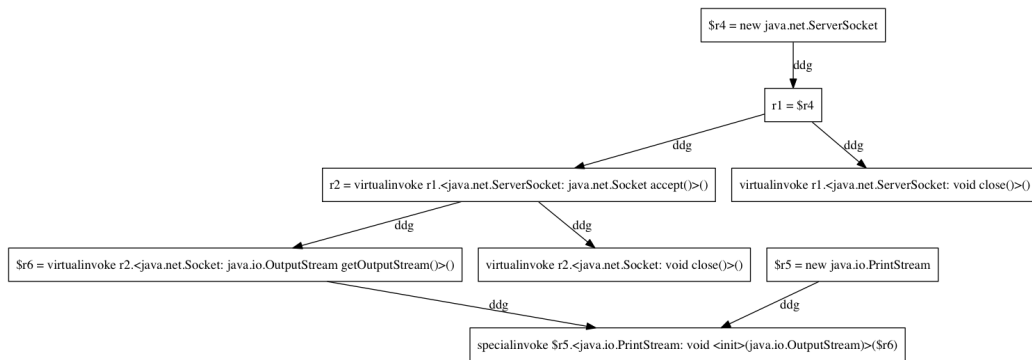 $r4 = new java.net.ServerSocket
ddg
r1 = $r4
ddg
ddg
r2 = virtualinvoke r1.<java.net.ServerSocket: java.net.Socket accept()>()
virtualinvoke r1.<java.net.ServerSocket: void close()>()
ddg
ddg
$r6 = virtualinvoke r2.<java.net.Socket: java.io.OutputStream getOutputStream()>()
virtualinvoke r2.<java.net.Socket: void close()>()
$r5 = new java.io.PrintStream
ddg
ddg
specialinvoke $r5.<java.io.PrintStream: void <init>(java.io.OutputStream)>($r6)